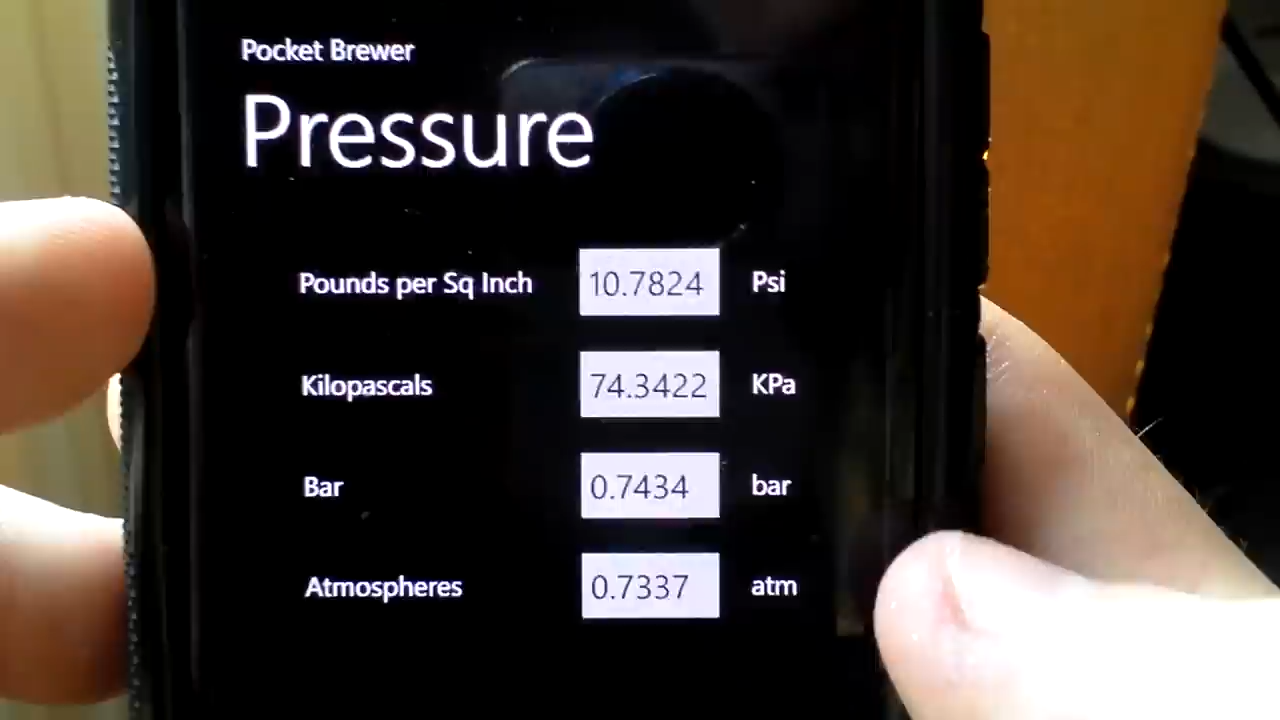 Pocket Brewer
Pressure
Pounds per Sq Inch 10.7824 Psi
Kilopascals 74.3422 KPa
Bar 0.7434 bar
Atmospheres 0.7337 atm